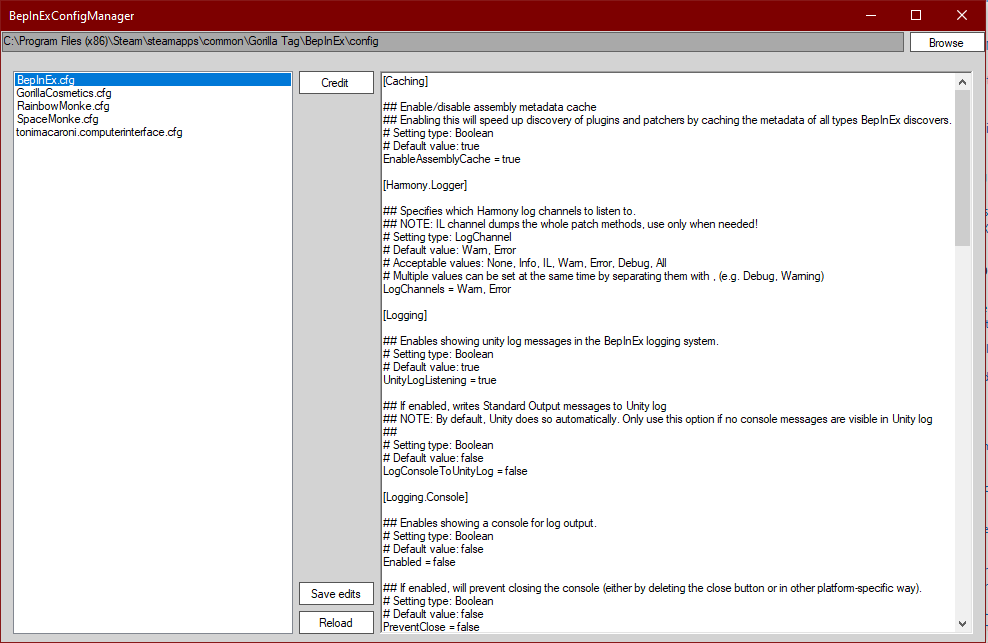 BepInExConfigManager
C:\Program Files (x86)\Steam\steamapps\common\Gorilla Tag\BepInEx\config
Browse
BepInEx.cfg
GorillaCosmetics.cfg
RainbowMonke.cfg
SpaceMonke.cfg
tonimacaroni.computerinterface.cfg
Credit
Save edits
Reload
[Caching]
## Enable/disable assembly metadata cache
## Enabling this will speed up discovery of plugins and patchers by caching the metadata of all types BepInEx discovers.
# Setting type: Boolean
# Default value: true
EnableAssemblyCache = true
[Harmony.Logger]
## Specifies which Harmony log channels to listen to.
## NOTE: IL channel dumps the whole patch methods, use only when needed!
# Setting type: LogChannel
# Default value: Warn, Error
# Acceptable values: None, Info, IL, Warn, Error, Debug, All
# Multiple values can be set at the same time by separating them with , (e.g. Debug, Warning)
LogChannels = Warn, Error
[Logging]
## Enables showing unity log messages in the BepInEx logging system.
# Setting type: Boolean
# Default value: true
UnityLogListening = true
## If enabled, writes Standard Output messages to Unity log
## NOTE: By default, Unity does so automatically. Only use this option if no console messages are visible in Unity log
##
# Setting type: Boolean
# Default value: false
LogConsoleToUnityLog = false
[Logging.Console]
## Enables showing a console for log output.
# Setting type: Boolean
# Default value: false
Enabled = false
## If enabled, will prevent closing the console (either by deleting the close button or in other platform-specific way).
# Setting type: Boolean
# Default value: false
PreventClose = false